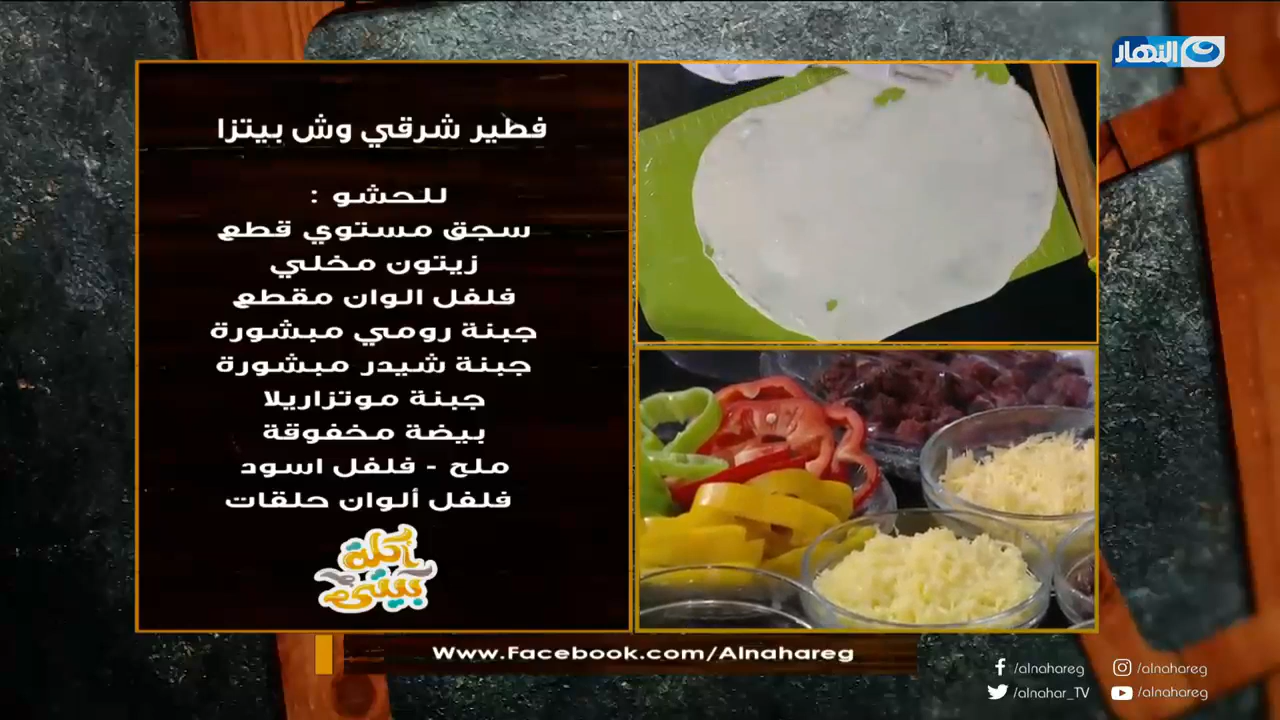 النهار
فطير شرقي وش بيتزا
للحشو :
سجق مستوي قطع
زيتون مخلي
فلفل الوان مقطع
جبنة رومي مبشورة
جبنة شيدر مبشورة
جبنة موتزاريلا
بيضة مخفوقة
ملح - فلفل اسود
فلفل ألوان حلقات
أكلة
بيتي
Www.Facebook.com/Alnahareg
/alnahareg
/alnahareg
/alnahar_TV
/alnahareg